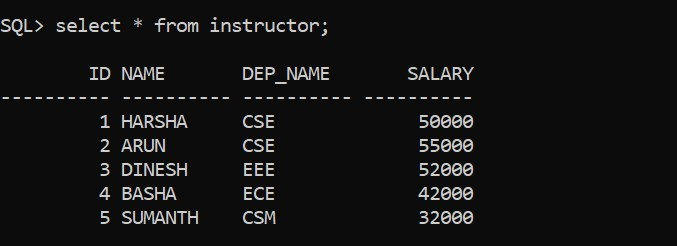 SQL> select * from instructor;
ID NAME DEP_NAME SALARY
---------- ---------- ---------- ----------
1 HARSHA CSE 50000
2 ARUN CSE 55000
3 DINESH EEE 52000
4 BASHA ECE 42000
5 SUMANTH CSM 32000